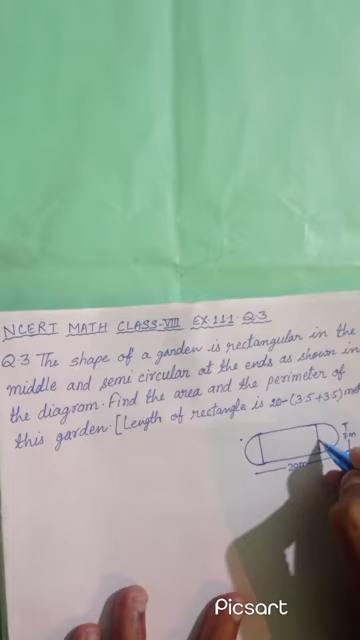 NCERT MATH CLASS-VIII EX.11.1 Q.3
Q.3 The shape of a garden is rectangular in the
middle and semi circular at the ends as shown in
the diagram. Find the area and the perimeter of
this garden. [Length of rectangle is 20-(3.5+3.5)
7m
20m
Picsart